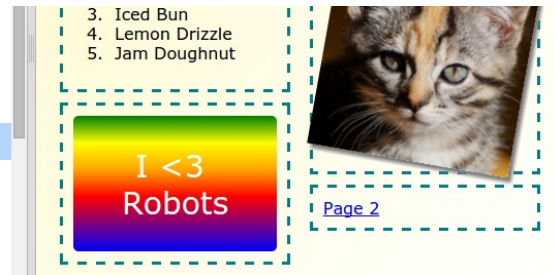 3. Iced Bun
4. Lemon Drizzle
5. Jam Doughnut
I <3
Robots
Page 2